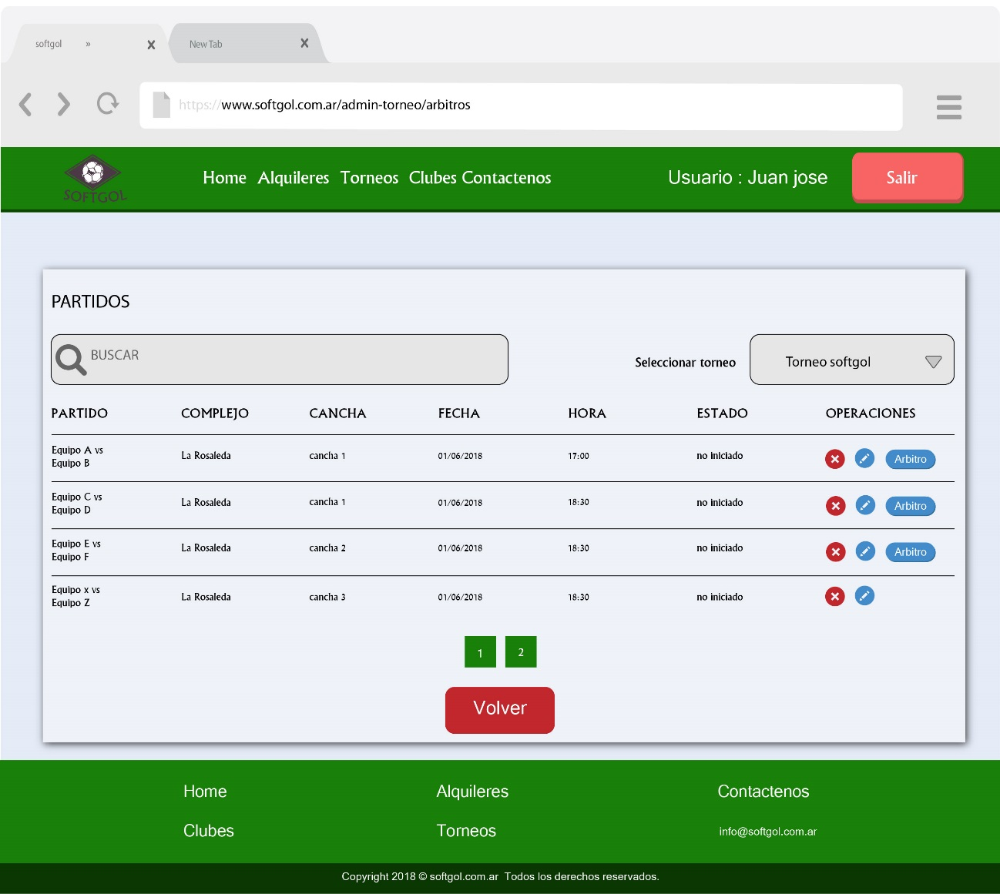 softgol » x New Tab x
https://www.softgol.com.ar/admin-torneo/arbitros
SOFTGOL
Home Alquileres Torneos Clubes Contactenos Usuario : Juan jose Salir
PARTIDOS
BUSCAR Seleccionar torneo Torneo softgol
PARTIDO COMPLEJO CANCHA FECHA HORA ESTADO OPERACIONES
Equipo A vs
Equipo B La Rosaleda cancha 1 01/06/2018 17:00 no iniciado Arbitro
Equipo C vs
Equipo D La Rosaleda cancha 1 01/06/2018 18:30 no iniciado Arbitro
Equipo E vs
Equipo F La Rosaleda cancha 2 01/06/2018 18:30 no iniciado Arbitro
Equipo x vs
Equipo Z La Rosaleda cancha 3 01/06/2018 18:30 no iniciado
1 2
Volver
Home Alquileres Contactenos
Clubes Torneos info@softgol.com.ar
Copyright 2018 © softgol.com.ar Todos los derechos reservados.